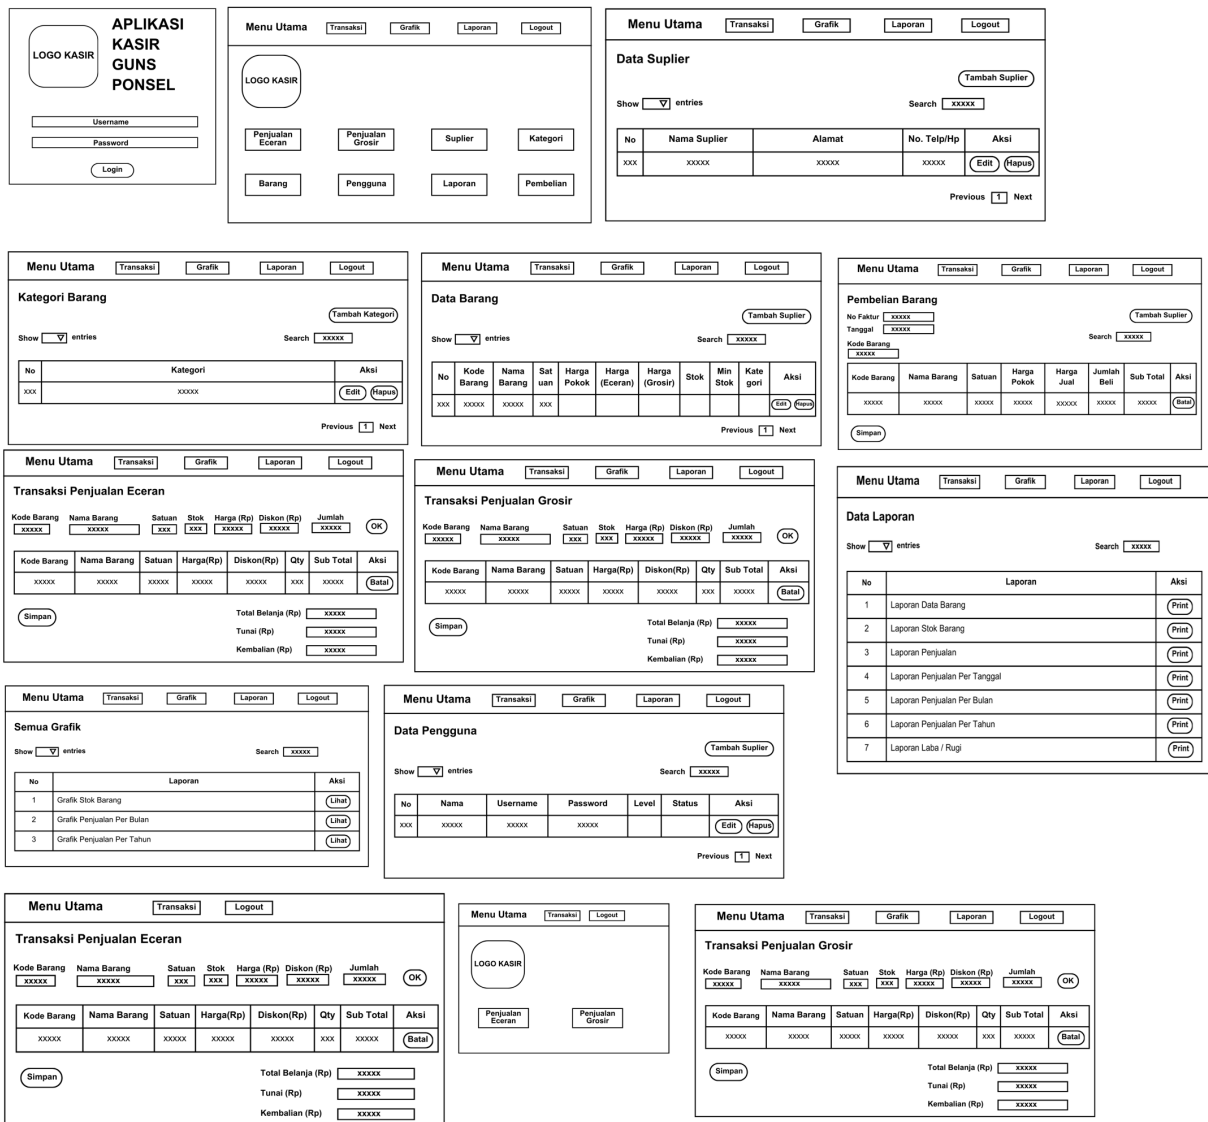 LOGO KASIR
APLIKASI
KASIR
GUNS
PONSEL
Username
Password
Login
Menu Utama Transaksi Grafik Laporan Logout
LOGO KASIR
Penjualan Eceran Penjualan Grosir Suplier Kategori
Barang Pengguna Laporan Pembelian
Menu Utama Transaksi Grafik Laporan Logout
Data Suplier
Tambah Suplier
Show entries Search xxxxx
No Nama Suplier Alamat No. Telp/Hp Aksi
xxx xxxxx xxxxx xxxxx Edit Hapus
Previous 1 Next
Menu Utama Transaksi Grafik Laporan Logout
Kategori Barang
Tambah Kategori
Show entries Search xxxxx
No Kategori Aksi
xxx xxxxx Edit Hapus
Previous 1 Next
Menu Utama Transaksi Grafik Laporan Logout
Data Barang
Tambah Suplier
Show entries Search xxxxx
No Kode Barang Nama Barang Sat uan Harga Pokok Harga (Eceran) Harga (Grosir) Stok Min Stok Kate gori Aksi
xxx xxxxx xxxxx xxx Edit Hapus
Previous 1 Next
Menu Utama Transaksi Grafik Laporan Logout
Pembelian Barang
No Faktur xxxxx Tambah Suplier
Tanggal xxxxx
Search xxxxx
Kode Barang
xxxxx
Kode Barang Nama Barang Satuan Harga Pokok Harga Jual Jumlah Beli Sub Total Aksi
xxxxx xxxxx xxxxx xxxxx xxxxx xxxxx xxxxx Batal
Simpan
Menu Utama Transaksi Grafik Laporan Logout
Transaksi Penjualan Eceran
Kode Barang Nama Barang Satuan Stok Harga (Rp) Diskon (Rp) Jumlah
xxxxx xxxxx xxx xxx xxxxx xxxxx xxxxx OK
Kode Barang Nama Barang Satuan Harga(Rp) Diskon(Rp) Qty Sub Total Aksi
xxxxx xxxxx xxxxx xxxxx xxxxx xxx xxxxx Batal
Simpan Total Belanja (Rp) xxxxx
Tunai (Rp) xxxxx
Kembalian (Rp) xxxxx
Menu Utama Transaksi Grafik Laporan Logout
Transaksi Penjualan Grosir
Kode Barang Nama Barang Satuan Stok Harga (Rp) Diskon (Rp) Jumlah
xxxxx xxxxx xxx xxx xxxxx xxxxx xxxxx OK
Kode Barang Nama Barang Satuan Harga(Rp) Diskon(Rp) Qty Sub Total Aksi
xxxxx xxxxx xxxxx xxxxx xxxxx xxx xxxxx Batal
Simpan Total Belanja (Rp) xxxxx
Tunai (Rp) xxxxx
Kembalian (Rp) xxxxx
Menu Utama Transaksi Grafik Laporan Logout
Data Laporan
Show entries Search xxxxx
No Laporan Aksi
1 Laporan Data Barang Print
2 Laporan Stok Barang Print
3 Laporan Penjualan Print
4 Laporan Penjualan Per Tanggal Print
5 Laporan Penjualan Per Bulan Print
6 Laporan Penjualan Per Tahun Print
7 Laporan Laba / Rugi Print
Menu Utama Transaksi Grafik Laporan Logout
Semua Grafik
Show entries Search xxxxx
No Laporan Aksi
1 Grafik Stok Barang Lihat
2 Grafik Penjualan Per Bulan Lihat
3 Grafik Penjualan Per Tahun Lihat
Menu Utama Transaksi Grafik Laporan Logout
Data Pengguna
Tambah Suplier
Show entries Search xxxxx
No Nama Username Password Level Status Aksi
xxx xxxxx xxxxx xxxxx Edit Hapus
Previous 1 Next
Menu Utama Transaksi Logout
Transaksi Penjualan Eceran
Kode Barang Nama Barang Satuan Stok Harga (Rp) Diskon (Rp) Jumlah
xxxxx xxxxx xxx xxx xxxxx xxxxx xxxxx OK
Kode Barang Nama Barang Satuan Harga(Rp) Diskon(Rp) Qty Sub Total Aksi
xxxxx xxxxx xxxxx xxxxx xxxxx xxx xxxxx Batal
Simpan Total Belanja (Rp) xxxxx
Tunai (Rp) xxxxx
Kembalian (Rp) xxxxx
Menu Utama Transaksi Logout
LOGO KASIR
Penjualan Eceran Penjualan Grosir
Menu Utama Transaksi Grafik Laporan Logout
Transaksi Penjualan Grosir
Kode Barang Nama Barang Satuan Stok Harga (Rp) Diskon (Rp) Jumlah
xxxxx xxxxx xxx xxx xxxxx xxxxx xxxxx OK
Kode Barang Nama Barang Satuan Harga(Rp) Diskon(Rp) Qty Sub Total Aksi
xxxxx xxxxx xxxxx xxxxx xxxxx xxx xxxxx Batal
Simpan Total Belanja (Rp) xxxxx
Tunai (Rp) xxxxx
Kembalian (Rp) xxxxx